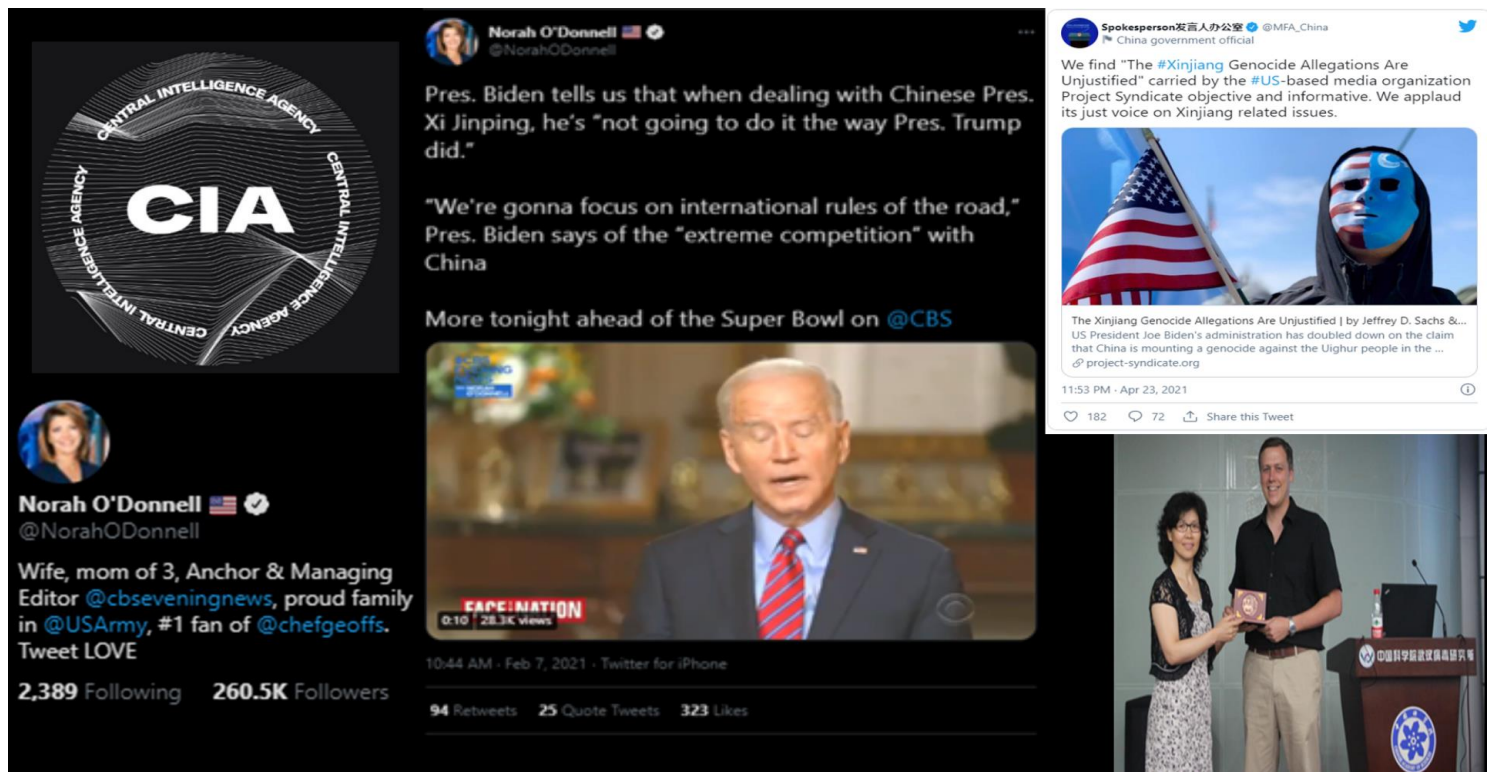 CENTRAL INTELLIGENCE AGENCY
CENTRAL INTELLIGENCE AGENCY
CENTRAL INTELLIGENCE AGENCY
CENTRAL INTELLIGENCE AGENCY
CIA
Norah O'Donnell
@NorahODonnell
Wife, mom of 3, Anchor & Managing
Editor @cbseveningnews, proud family
in @USArmy, #1 fan of @chefgeoffs.
Tweet LOVE
2,389 Following 260.5K Followers
Norah O'Donnell
@NorahODonnell
Pres. Biden tells us that when dealing with Chinese Pres.
Xi Jinping, he's "not going to do it the way Pres. Trump
did."
"We're gonna focus on international rules of the road,"
Pres. Biden says of the "extreme competition" with
China
More tonight ahead of the Super Bowl on @CBS
CBS
EVENING
NEWS
NORAH
O'DONNELL
FACE THE NATION
0:10 28.3K views
10:44 AM · Feb 7, 2021 · Twitter for iPhone
94 Retweets 25 Quote Tweets 323 Likes
Spokesperson发言人办公室 @MFA_China
China government official
We find "The #Xinjiang Genocide Allegations Are
Unjustified" carried by the #US-based media organization
Project Syndicate objective and informative. We applaud
its just voice on Xinjiang related issues.
The Xinjiang Genocide Allegations Are Unjustified | by Jeffrey D. Sachs &...
US President Joe Biden's administration has doubled down on the claim
that China is mounting a genocide against the Uighur people in the ...
project-syndicate.org
11:53 PM · Apr 23, 2021
182 72 Share this Tweet
中国科学院武汉病毒研究所